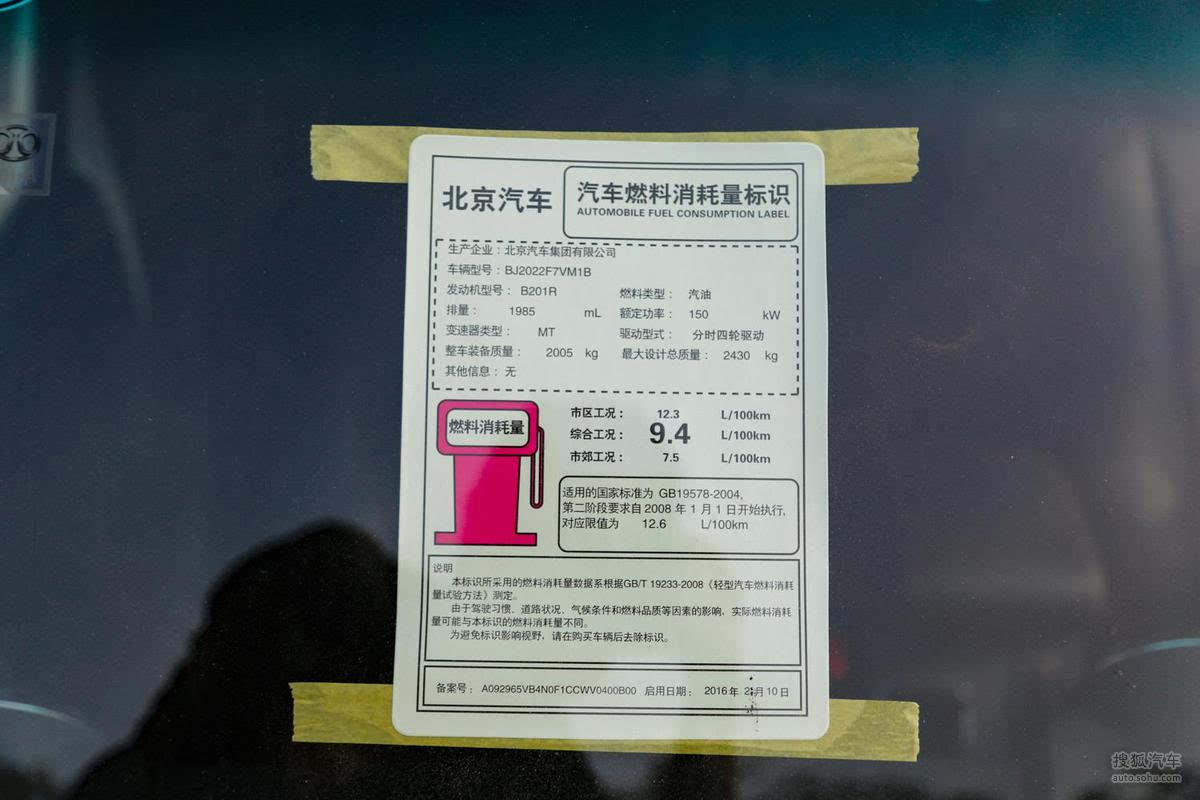 北京汽车
汽车燃料消耗量标识
AUTOMOBILE FUEL CONSUMPTION LABEL
生产企业：北京汽车集团有限公司
车辆型号：BJ2022F7VM1B
发动机型号： B201R 燃料类型： 汽油
排量： 1985 mL 额定功率： 150 kW
变速器类型： MT 驱动型式： 分时四轮驱动
整车装备质量： 2005 kg 最大设计总质量： 2430 kg
其他信息：无
燃料消耗量
市区工况： 12.3 L/100km
综合工况： 9.4 L/100km
市郊工况： 7.5 L/100km
适用的国家标准为 GB19578-2004,
第二阶段要求自 2008 年 1 月 1 日开始执行,
对应限值为 12.6 L/100km
说明
本标识所采用的燃料消耗量数据系根据GB/T 19233-2008《轻型汽车燃料消耗
量试验方法》测定。
由于驾驶习惯、道路状况、气候条件和燃料品质等因素的影响，实际燃料消耗
量可能与本标识的燃料消耗量不同。
为避免标识影响视野，请在购买车辆后去除标识。
备案号： A092965VB4N0F1CCWV0400B00 启用日期： 2016年 月10日
搜狐汽车
auto.sohu.com